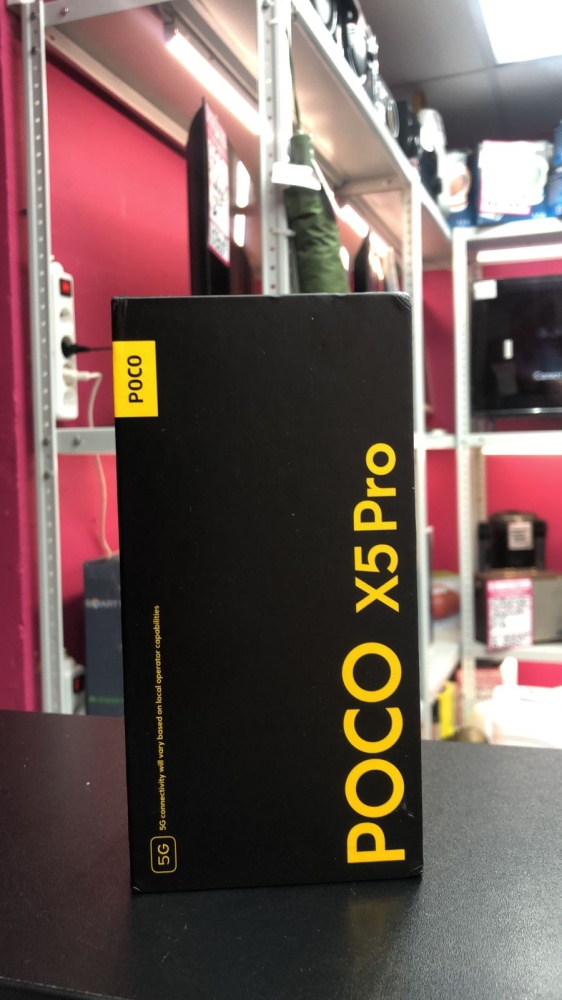 POCO
POCO X5 Pro
5G
5G connectivity will vary based on local operator capabilities